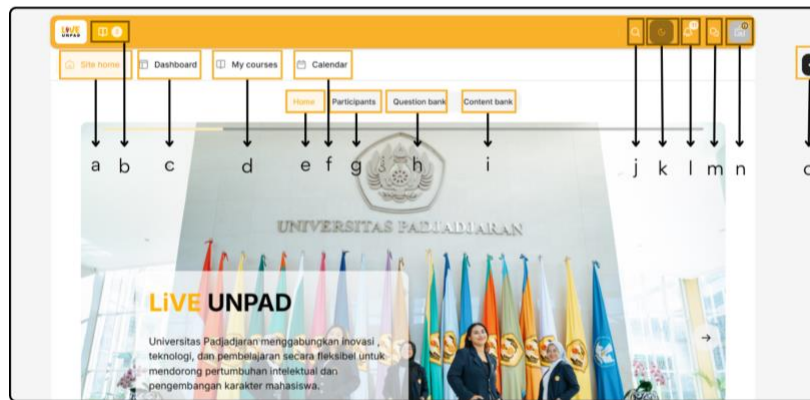 LiVE
UNPAD
Site home
Dashboard
My courses
Calendar
Home
Participants
Question bank
Content bank
a
b
c
d
e
f
g
h
i
j
k
l
m
n
UNIVERSITAS PADJADJARAN
LiVE UNPAD
Universitas Padjadjaran menggabungkan inovasi
teknologi, dan pembelajaran secara fleksibel untuk
mendorong pertumbuhan intelektual dan
pengembangan karakter mahasiswa.